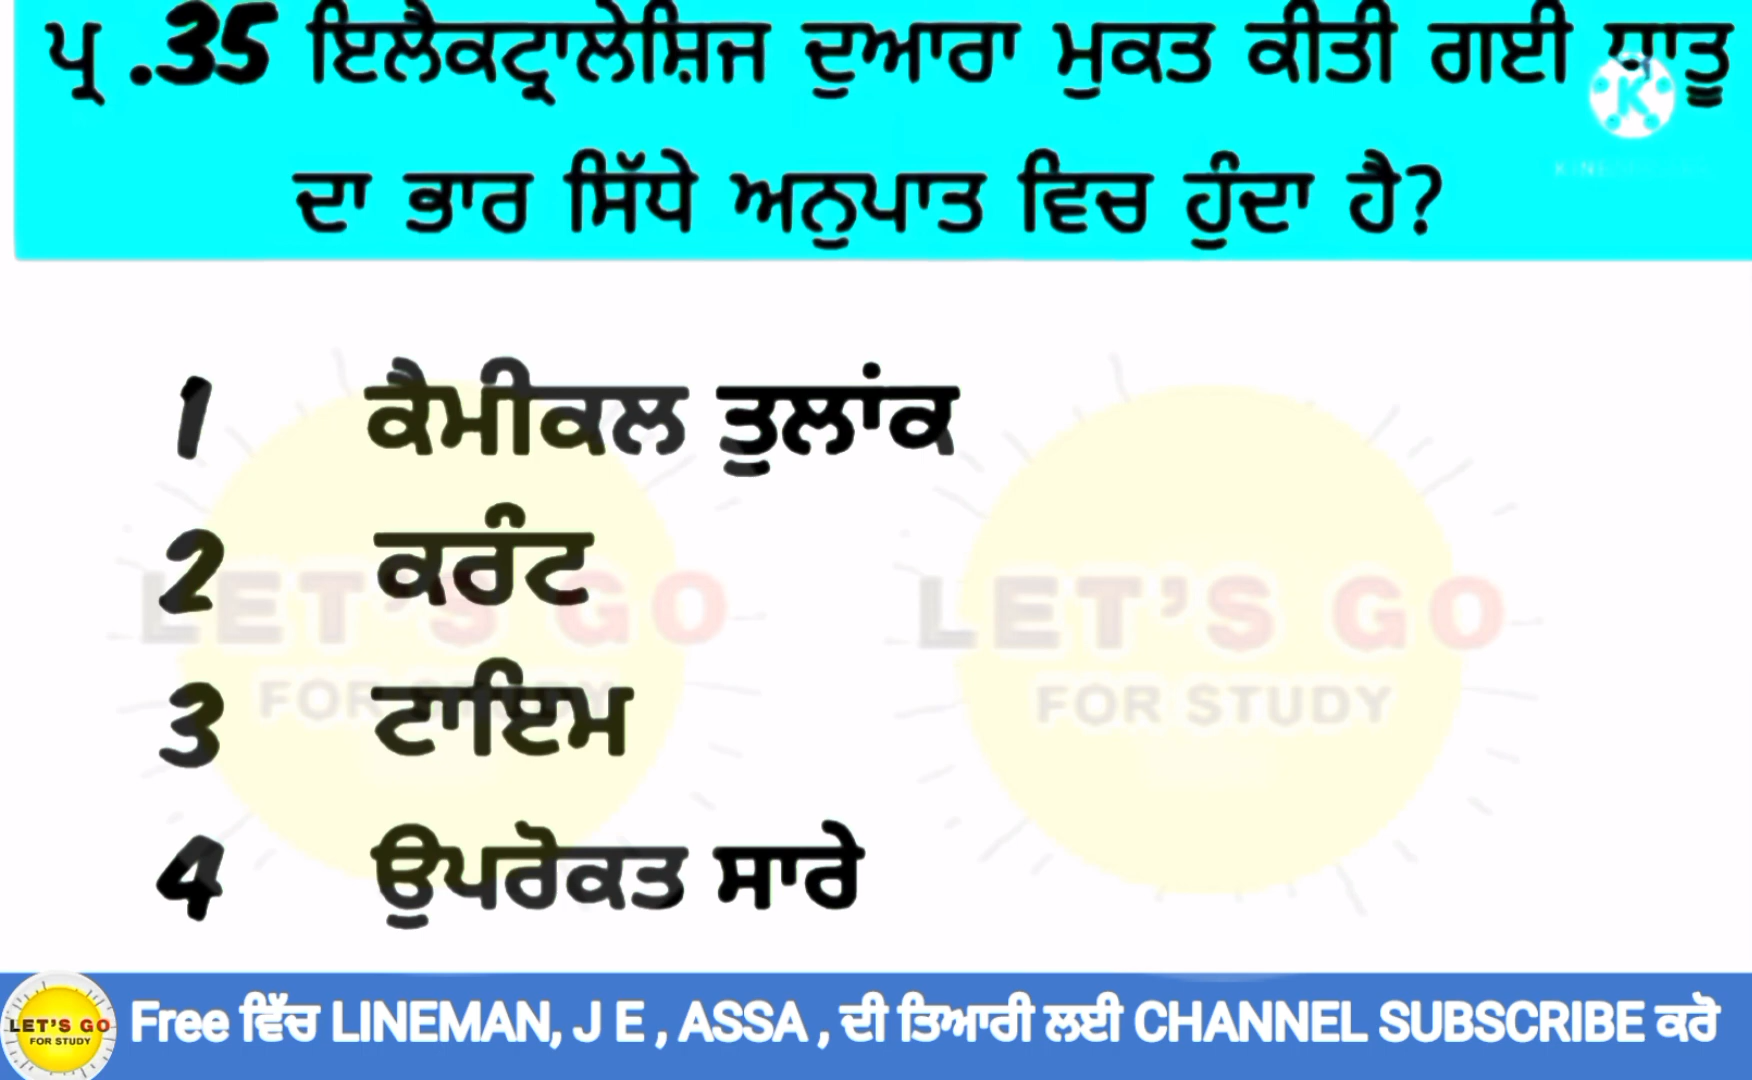 ਪ੍ਰ .35 ਇਲੈਕਟ੍ਰਾਲੇਸ਼ਿਜ ਦੁਆਰਾ ਮੁਕਤ ਕੀਤੀ ਗਈ ਧਾਤੂ
ਦਾ ਭਾਰ ਸਿੱਧੇ ਅਨੁਪਾਤ ਵਿਚ ਹੁੰਦਾ ਹੈ?
1 ਕੈਮੀਕਲ ਤੁਲਾਂਕ
2 ਕਰੰਟ
3 ਟਾਇਮ
4 ਉਪਰੋਕਤ ਸਾਰੇ
LET'S GO
FOR STUDY
LET'S GO
FOR STUDY
LET'S GO
FOR STUDY
Free ਵਿੱਚ LINEMAN, J E , ASSA , ਦੀ ਤਿਆਰੀ ਲਈ CHANNEL SUBSCRIBE ਕਰੋ